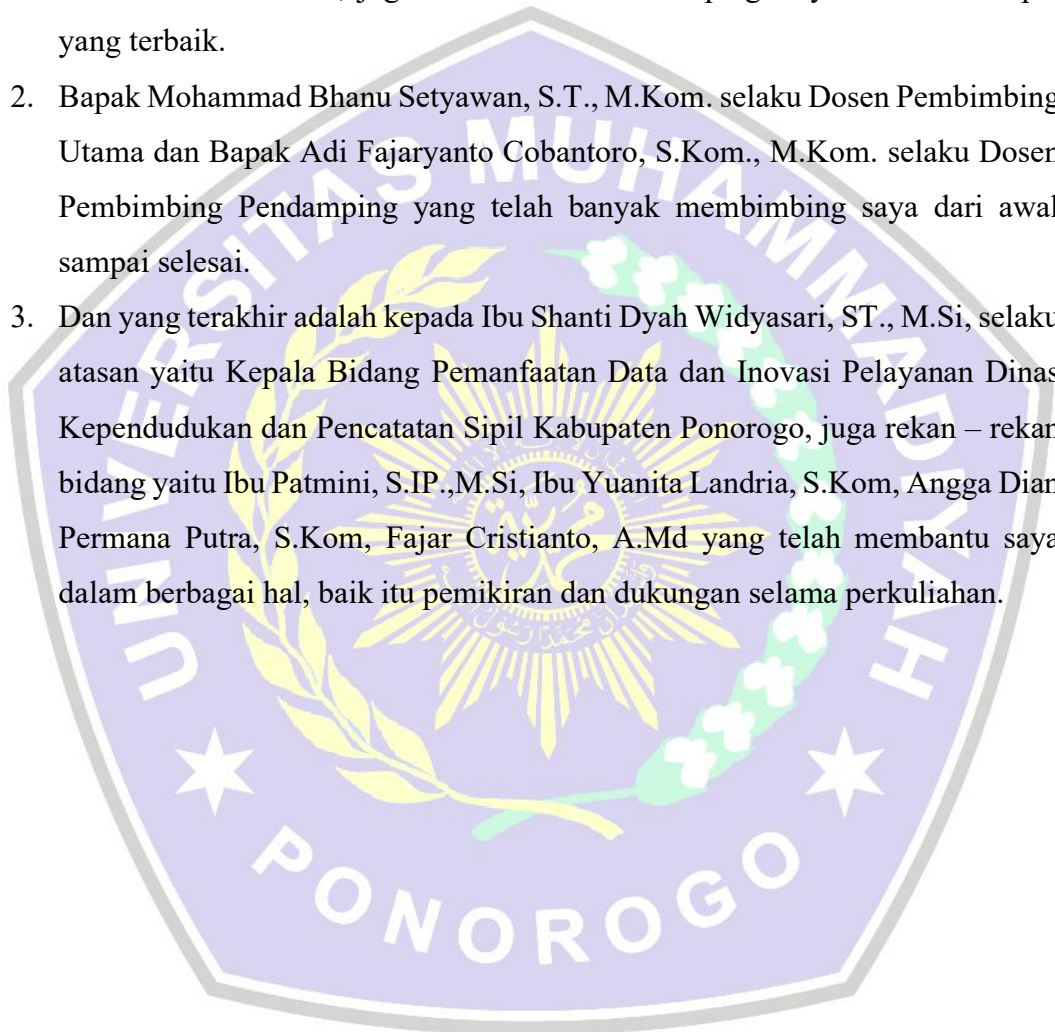 yang terbaik.
2. Bapak Mohammad Bhanu Setyawan, S.T., M.Kom. selaku Dosen Pembimbing
Utama dan Bapak Adi Fajaryanto Cobantoro, S.Kom., M.Kom. selaku Dosen
Pembimbing Pendamping yang telah banyak membimbing saya dari awal
sampai selesai.
3. Dan yang terakhir adalah kepada Ibu Shanti Dyah Widyasari, ST., M.Si, selaku
atasan yaitu Kepala Bidang Pemanfaatan Data dan Inovasi Pelayanan Dinas
Kependudukan dan Pencatatan Sipil Kabupaten Ponorogo, juga rekan – rekan
bidang yaitu Ibu Patmini, S.IP.,M.Si, Ibu Yuanita Landria, S.Kom, Angga Dian
Permana Putra, S.Kom, Fajar Cristianto, A.Md yang telah membantu saya
dalam berbagai hal, baik itu pemikiran dan dukungan selama perkuliahan.
UNIVERSITAS MUHAMMADIYAH
PONOROGO